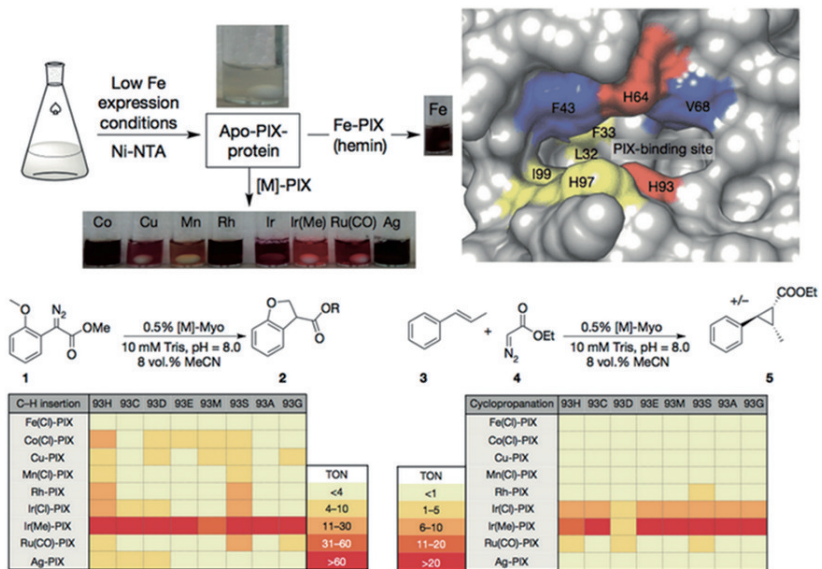 Low Fe
expression
conditions
Ni-NTA
Apo-PIX-
protein
Fe-PIX
(hemin)
Fe
[M]-PIX
Co Cu Mn Rh Ir Ir(Me) Ru(CO) Ag
F43 H64 V68
F33
L32 PIX-binding site
I99 H97 H93
O N2
OMe
O
1
0.5% [M]-Myo
10 mM Tris, pH = 8.0
8 vol.% MeCN
O OR
O
2
3
+
O
OEt
N2
4
0.5% [M]-Myo
10 mM Tris, pH = 8.0
8 vol.% MeCN
+/– COOEt
5
C–H insertion 93H 93C 93D 93E 93M 93S 93A 93G
Fe(Cl)-PIX
Co(Cl)-PIX
Cu-PIX
Mn(Cl)-PIX
Rh-PIX
Ir(Cl)-PIX
Ir(Me)-PIX
Ru(CO)-PIX
Ag-PIX
TON
<4
4–10
11–30
31–60
>60
TON
<1
1–5
6–10
11–20
>20
Cyclopropanation 93H 93C 93D 93E 93M 93S 93A 93G
Fe(Cl)-PIX
Co(Cl)-PIX
Cu-PIX
Mn(Cl)-PIX
Rh-PIX
Ir(Cl)-PIX
Ir(Me)-PIX
Ru(CO)-PIX
Ag-PIX